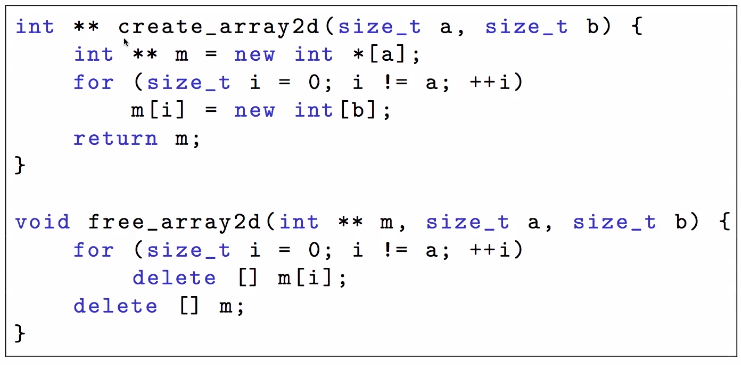 int ** create_array2d(size_t a, size_t b) {
    int ** m = new int *[a];
    for (size_t i = 0; i != a; ++i)
        m[i] = new int[b];
    return m;
}

void free_array2d(int ** m, size_t a, size_t b) {
    for (size_t i = 0; i != a; ++i)
        delete [] m[i];
    delete [] m;
}